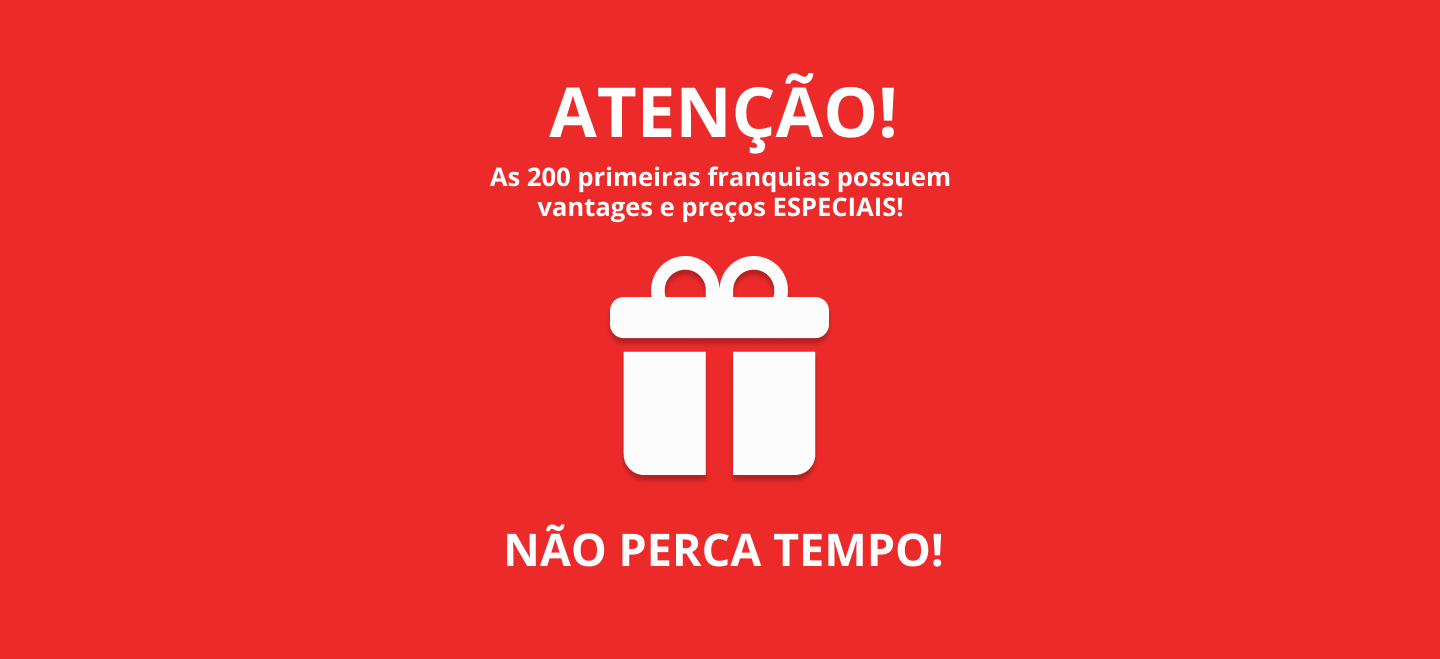 ATENÇÃO!
As 200 primeiras franquias possuem
vantages e preços ESPECIAIS!
NÃO PERCA TEMPO!